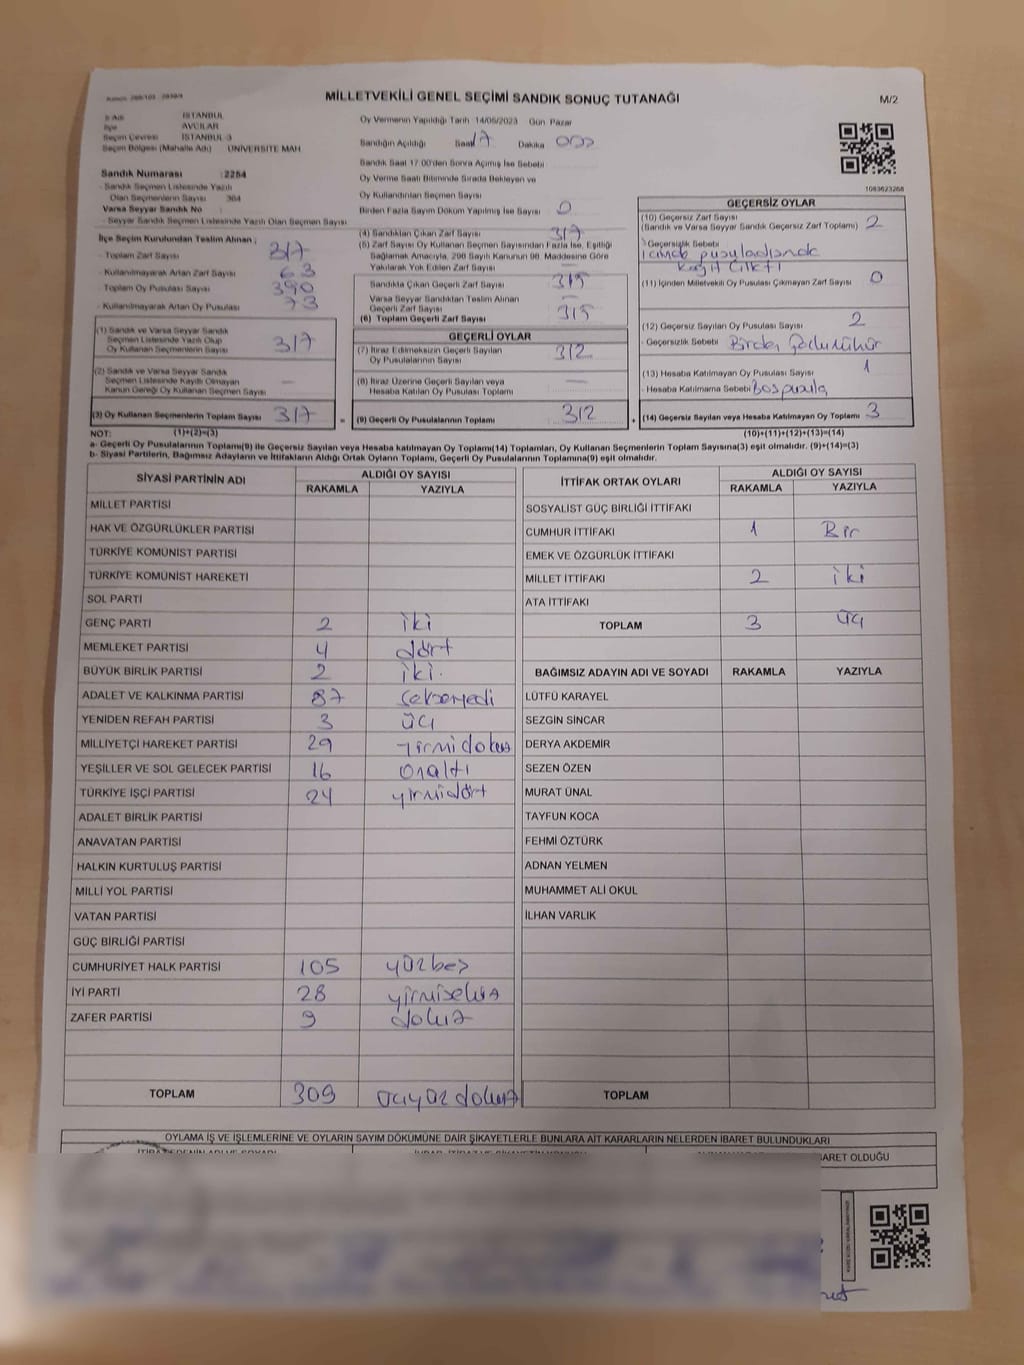 MİLLETVEKİLİ GENEL SEÇİMİ SANDIK SONUÇ TUTANAĞI
M/2
İl Adı İSTANBUL
İlçe AVCILAR
Seçim Çevresi İSTANBUL 3
Seçim Bölgesi (Mahalle Adı) ÜNİVERSİTE MAH
Sandık Numarası : 2254
- Sandık Seçmen Listesinde Yazılı
Olan Seçmenlerin Sayısı 364
Varsa Seyyar Sandık No :
- Seyyar Sandık Seçmen Listesinde Yazılı Olan Seçmen Sayısı
İlçe Seçim Kurulundan Teslim Alınan ;
- Toplam Zarf Sayısı 317
- Kullanılmayarak Artan Zarf Sayısı 63
- Toplam Oy Pusulası Sayısı 390
- Kullanılmayarak Artan Oy Pusulası 73
Oy Vermenin Yapıldığı Tarih 14/05/2023 Gün Pazar
Sandığın Açıldığı Saat 17 Dakika
Sandık Saat 17:00'den Sonra Açılmış İse Sebebi
Oy Verme Saati Bitiminde Sırada Bekleyen ve
Oy Kullandırılan Seçmen Sayısı
Birden Fazla Sayım Döküm Yapılmış İse Sayısı 0
(4) Sandıktan Çıkan Zarf Sayısı 317
(5) Zarf Sayısı Oy Kullanan Seçmen Sayısından Fazla İse, Eşitliği
Sağlamak Amacıyla, 298 Sayılı Kanunun 98. Maddesine Göre
Yakılarak Yok Edilen Zarf Sayısı —
Sandıkta Çıkan Geçerli Zarf Sayısı 315
Varsa Seyyar Sandıktan Teslim Alınan
Geçerli Zarf Sayısı —
(6) Toplam Geçerli Zarf Sayısı 315
1083623268
GEÇERSİZ OYLAR
(10) Geçersiz Zarf Sayısı 2
(Sandık ve Varsa Seyyar Sandık Geçersiz Zarf Toplamı)
Geçersizlik Sebebi
pusuladışında
kağıt çıktı
(11) İçinden Milletvekili Oy Pusulası Çıkmayan Zarf Sayısı 0
(12) Geçersiz Sayılan Oy Pusulası Sayısı 2
- Geçersizlik Sebebi
(13) Hesaba Katılmayan Oy Pusulası Sayısı 1
- Hesaba Katılmama Sebebi Boş pusula
(14) Geçersiz Sayılan veya Hesaba Katılmayan Oy Toplamı 3
(10)+(11)+(12)+(13)=(14)
(1) Sandık ve Varsa Seyyar Sandık
Seçmen Listesinde Yazılı Olup
Oy Kullanan Seçmenlerin Sayısı 317
(2) Sandık ve Varsa Seyyar Sandık
Seçmen Listesinde Kayıtlı Olmayan
Kanun Gereği Oy Kullanan Seçmen Sayısı —
(3) Oy Kullanan Seçmenlerin Toplam Sayısı 317 =
GEÇERLİ OYLAR
(7) İtiraz Edilmeksizin Geçerli Sayılan
Oy Pusulalarının Sayısı 312
(8) İtiraz Üzerine Geçerli Sayılan veya
Hesaba Katılan Oy Pusulası Toplamı —
(9) Geçerli Oy Pusulalarının Toplamı 312 +
NOT: (1)+(2)=(3)
a- Geçerli Oy Pusulalarının Toplamı(9) ile Geçersiz Sayılan veya Hesaba katılmayan Oy Toplamı(14) Toplamları, Oy Kullanan Seçmenlerin Toplam Sayısına(3) eşit olmalıdır. (9)+(14)=(3)
b- Siyasi Partilerin, Bağımsız Adayların ve İttifakların Aldığı Ortak Oyların Toplamı, Geçerli Oy Pusulalarının Toplamına(9) eşit olmalıdır.
SİYASİ PARTİNİN ADI ALDIĞI OY SAYISI
RAKAMLA YAZIYLA
MİLLET PARTİSİ
HAK VE ÖZGÜRLÜKLER PARTİSİ
TÜRKİYE KOMÜNİST PARTİSİ
TÜRKİYE KOMÜNİST HAREKETİ
SOL PARTİ
GENÇ PARTİ 2 iki
MEMLEKET PARTİSİ 4 dört
BÜYÜK BİRLİK PARTİSİ 2 iki
ADALET VE KALKINMA PARTİSİ 87 seksenyedi
YENİDEN REFAH PARTİSİ 3 üç
MİLLİYETÇİ HAREKET PARTİSİ 29 yirmidokuz
YEŞİLLER VE SOL GELECEK PARTİSİ 16 onaltı
TÜRKİYE İŞÇİ PARTİSİ 24 yirmidört
ADALET BİRLİK PARTİSİ
ANAVATAN PARTİSİ
HALKIN KURTULUŞ PARTİSİ
MİLLİ YOL PARTİSİ
VATAN PARTİSİ
GÜÇ BİRLİĞİ PARTİSİ
CUMHURİYET HALK PARTİSİ 105 yüzbeş
İYİ PARTİ 28 yirmisekiz
ZAFER PARTİSİ 9 dokuz
TOPLAM 309 üçyüzdokuz
İTTİFAK ORTAK OYLARI ALDIĞI OY SAYISI
RAKAMLA YAZIYLA
SOSYALİST GÜÇ BİRLİĞİ İTTİFAKI
CUMHUR İTTİFAKI 1 Bir
EMEK VE ÖZGÜRLÜK İTTİFAKI
MİLLET İTTİFAKI 2 iki
ATA İTTİFAKI
TOPLAM 3 üç
BAĞIMSIZ ADAYIN ADI VE SOYADI RAKAMLA YAZIYLA
LÜTFÜ KARAYEL
SEZGİN SİNCAR
DERYA AKDEMİR
SEZEN ÖZEN
MURAT ÜNAL
TAYFUN KOCA
FEHMİ ÖZTÜRK
ADNAN YELMEN
MUHAMMET ALİ OKUL
İLHAN VARLIK
TOPLAM
OYLAMA İŞ VE İŞLEMLERİNE VE OYLARIN SAYIM DÖKÜMÜNE DAİR ŞİKAYETLERLE BUNLARA AİT KARARLARIN NELERDEN İBARET BULUNDUKLARI
BARET OLDUĞU